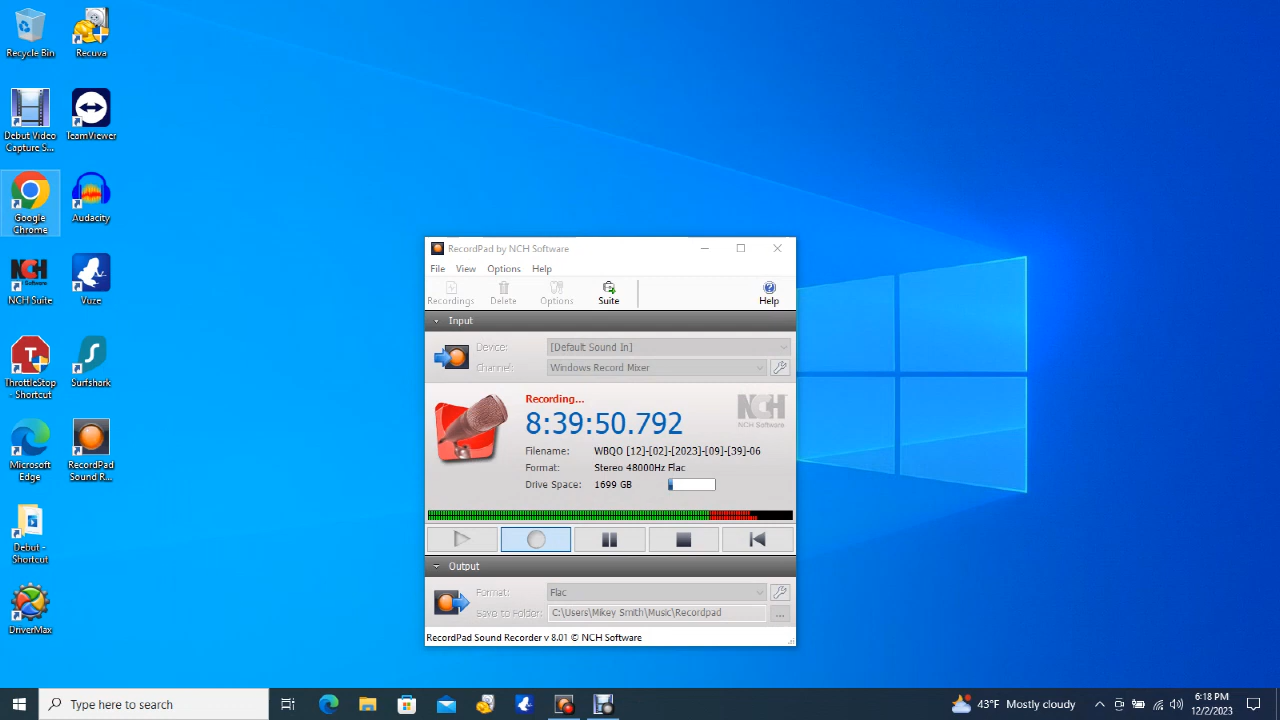 Recycle Bin
Recuva
Debut Video
Capture S...
TeamViewer
Google
Chrome
Audacity
NCH
Software
NCH Suite
Vuze
ThrottleStop
- Shortcut
Surfshark
Microsoft
Edge
RecordPad
Sound R...
Debut -
Shortcut
DriverMax
RecordPad by NCH Software
File View Options Help
Recordings Delete Options Suite Help
Input
Device: [Default Sound In]
Channel: Windows Record Mixer
Recording...
8:39:50.792
NCH
NCH Software
Filename: WBQO [12]-[02]-[2023]-[09]-[39]-06
Format: Stereo 48000Hz Flac
Drive Space: 1699 GB
Output
Format: Flac
Save to Folder: C:\Users\Mikey Smith\Music\Recordpad
...
RecordPad Sound Recorder v 8.01 © NCH Software
Type here to search
43°F Mostly cloudy
6:18 PM
12/2/2023